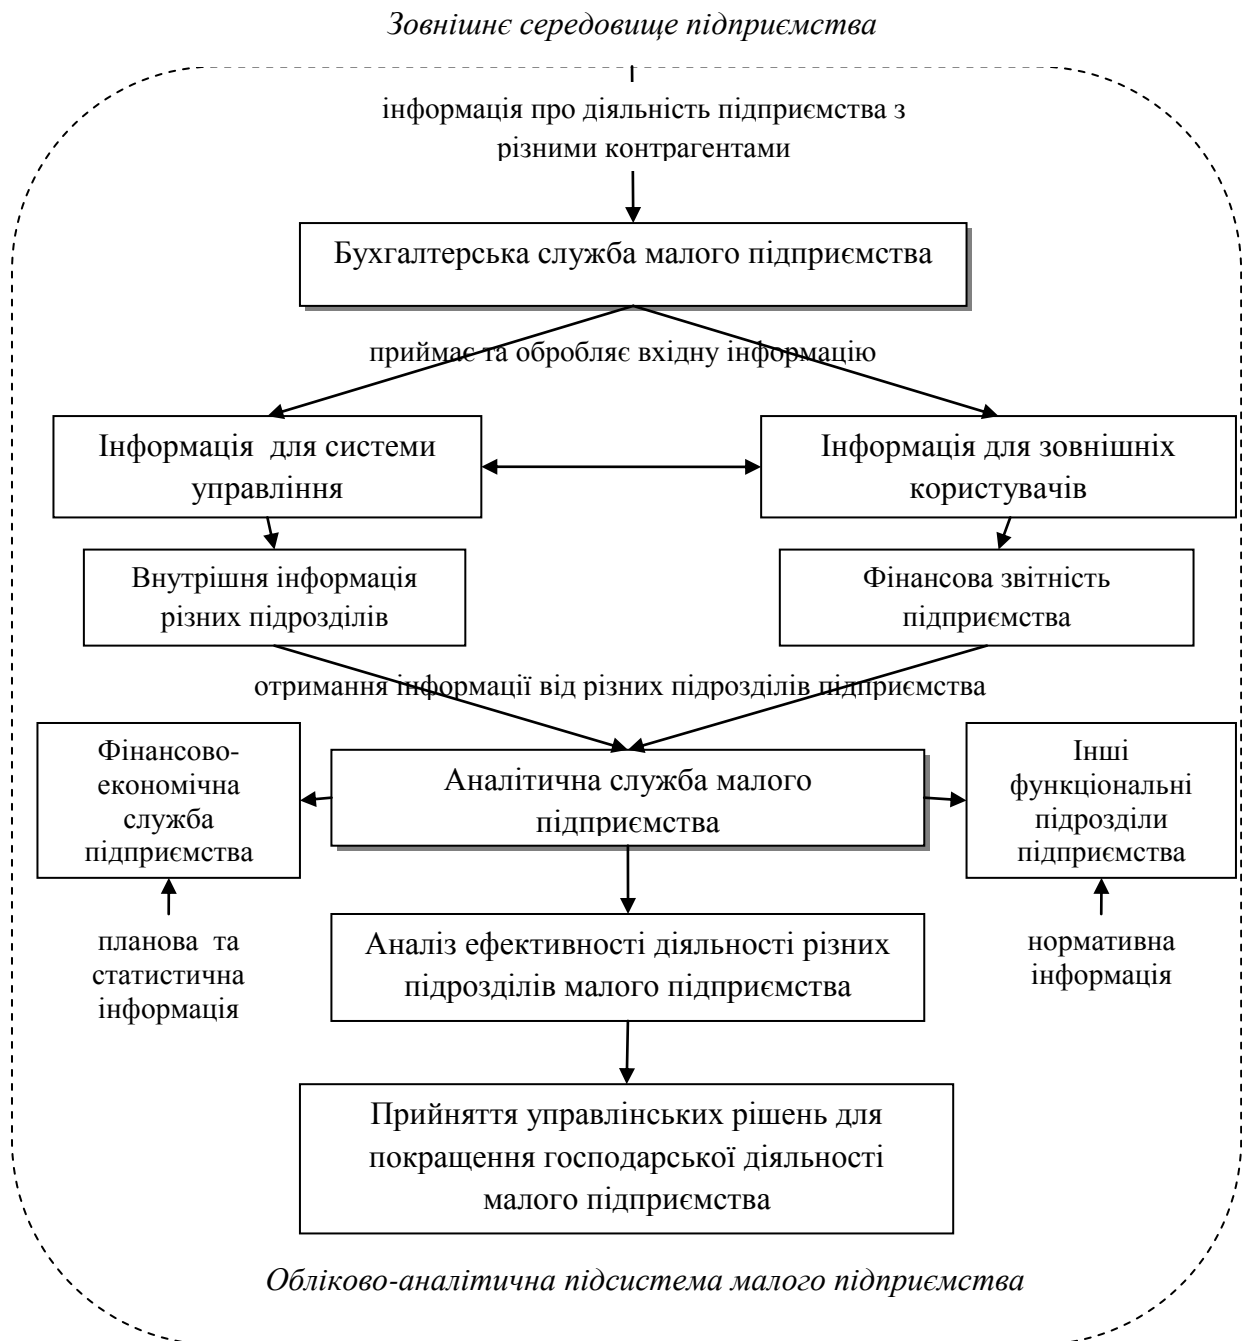 Зовнішнє середовище підприємства
інформація про діяльність підприємства з
різними контрагентами
Бухгалтерська служба малого підприємства
приймає та обробляє вхідну інформацію
Інформація для системи
управління
Інформація для зовнішніх
користувачів
Внутрішня інформація
різних підрозділів
Фінансова звітність
підприємства
отримання інформації від різних підрозділів підприємства
Фінансово-
економічна
служба
підприємства
Аналітична служба малого
підприємства
Інші
функціональні
підрозділи
підприємства
планова та
статистична
інформація
Аналіз ефективності діяльності різних
підрозділів малого підприємства
нормативна
інформація
Прийняття управлінських рішень для
покращення господарської діяльності
малого підприємства
Обліково-аналітична підсистема малого підприємства